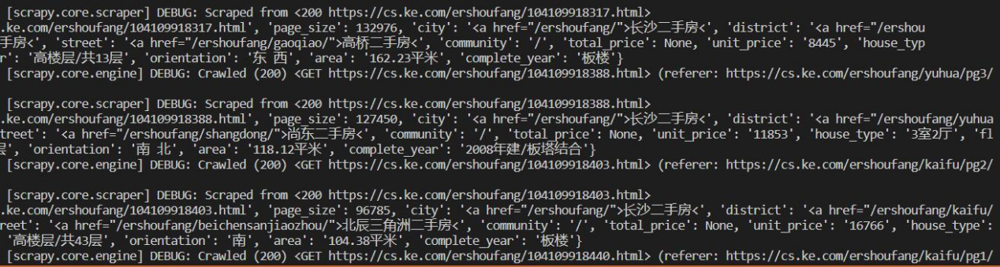 [scrapy.core.scraper] DEBUG: Scraped from <200 https://cs.ke.com/ershoufang/104109918317.html>
.ke.com/ershoufang/104109918317.html', 'page_size': 132976, 'city': '<a href="/ershoufang/">长沙二手房<', 'district': '<a href="/ershou
手房<', 'street': '<a href="/ershoufang/gaoqiao/">高桥二手房<', 'community': '/', 'total_price': None, 'unit_price': '8445', 'house_typ
r': '高楼层/共13层', 'orientation': '东 西', 'area': '162.23平米', 'complete_year': '板楼'}
[scrapy.core.engine] DEBUG: Crawled (200) <GET https://cs.ke.com/ershoufang/104109918388.html> (referer: https://cs.ke.com/ershoufang/yuhua/pg3/
[scrapy.core.scraper] DEBUG: Scraped from <200 https://cs.ke.com/ershoufang/104109918388.html>
.ke.com/ershoufang/104109918388.html', 'page_size': 127450, 'city': '<a href="/ershoufang/">长沙二手房<', 'district': '<a href="/ershoufang/yuhua
treet': '<a href="/ershoufang/shangdong/">尚东二手房<', 'community': '/', 'total_price': None, 'unit_price': '11853', 'house_type': '3室2厅', 'fl
层', 'orientation': '南 北', 'area': '118.12平米', 'complete_year': '2008年建/板塔结合'}
[scrapy.core.engine] DEBUG: Crawled (200) <GET https://cs.ke.com/ershoufang/104109918403.html> (referer: https://cs.ke.com/ershoufang/kaifu/pg2/
[scrapy.core.scraper] DEBUG: Scraped from <200 https://cs.ke.com/ershoufang/104109918403.html>
.ke.com/ershoufang/104109918403.html', 'page_size': 96785, 'city': '<a href="/ershoufang/">长沙二手房<', 'district': '<a href="/ershoufang/kaifu/
reet': '<a href="/ershoufang/beichensanjiaozhou/">北辰三角洲二手房<', 'community': '/', 'total_price': None, 'unit_price': '16766', 'house_type':
'高楼层/共43层', 'orientation': '南', 'area': '104.38平米', 'complete_year': '板楼'}
[scrapy.core.engine] DEBUG: Crawled (200) <GET https://cs.ke.com/ershoufang/104109918440.html> (referer: https://cs.ke.com/ershoufang/kaifu/pg1/